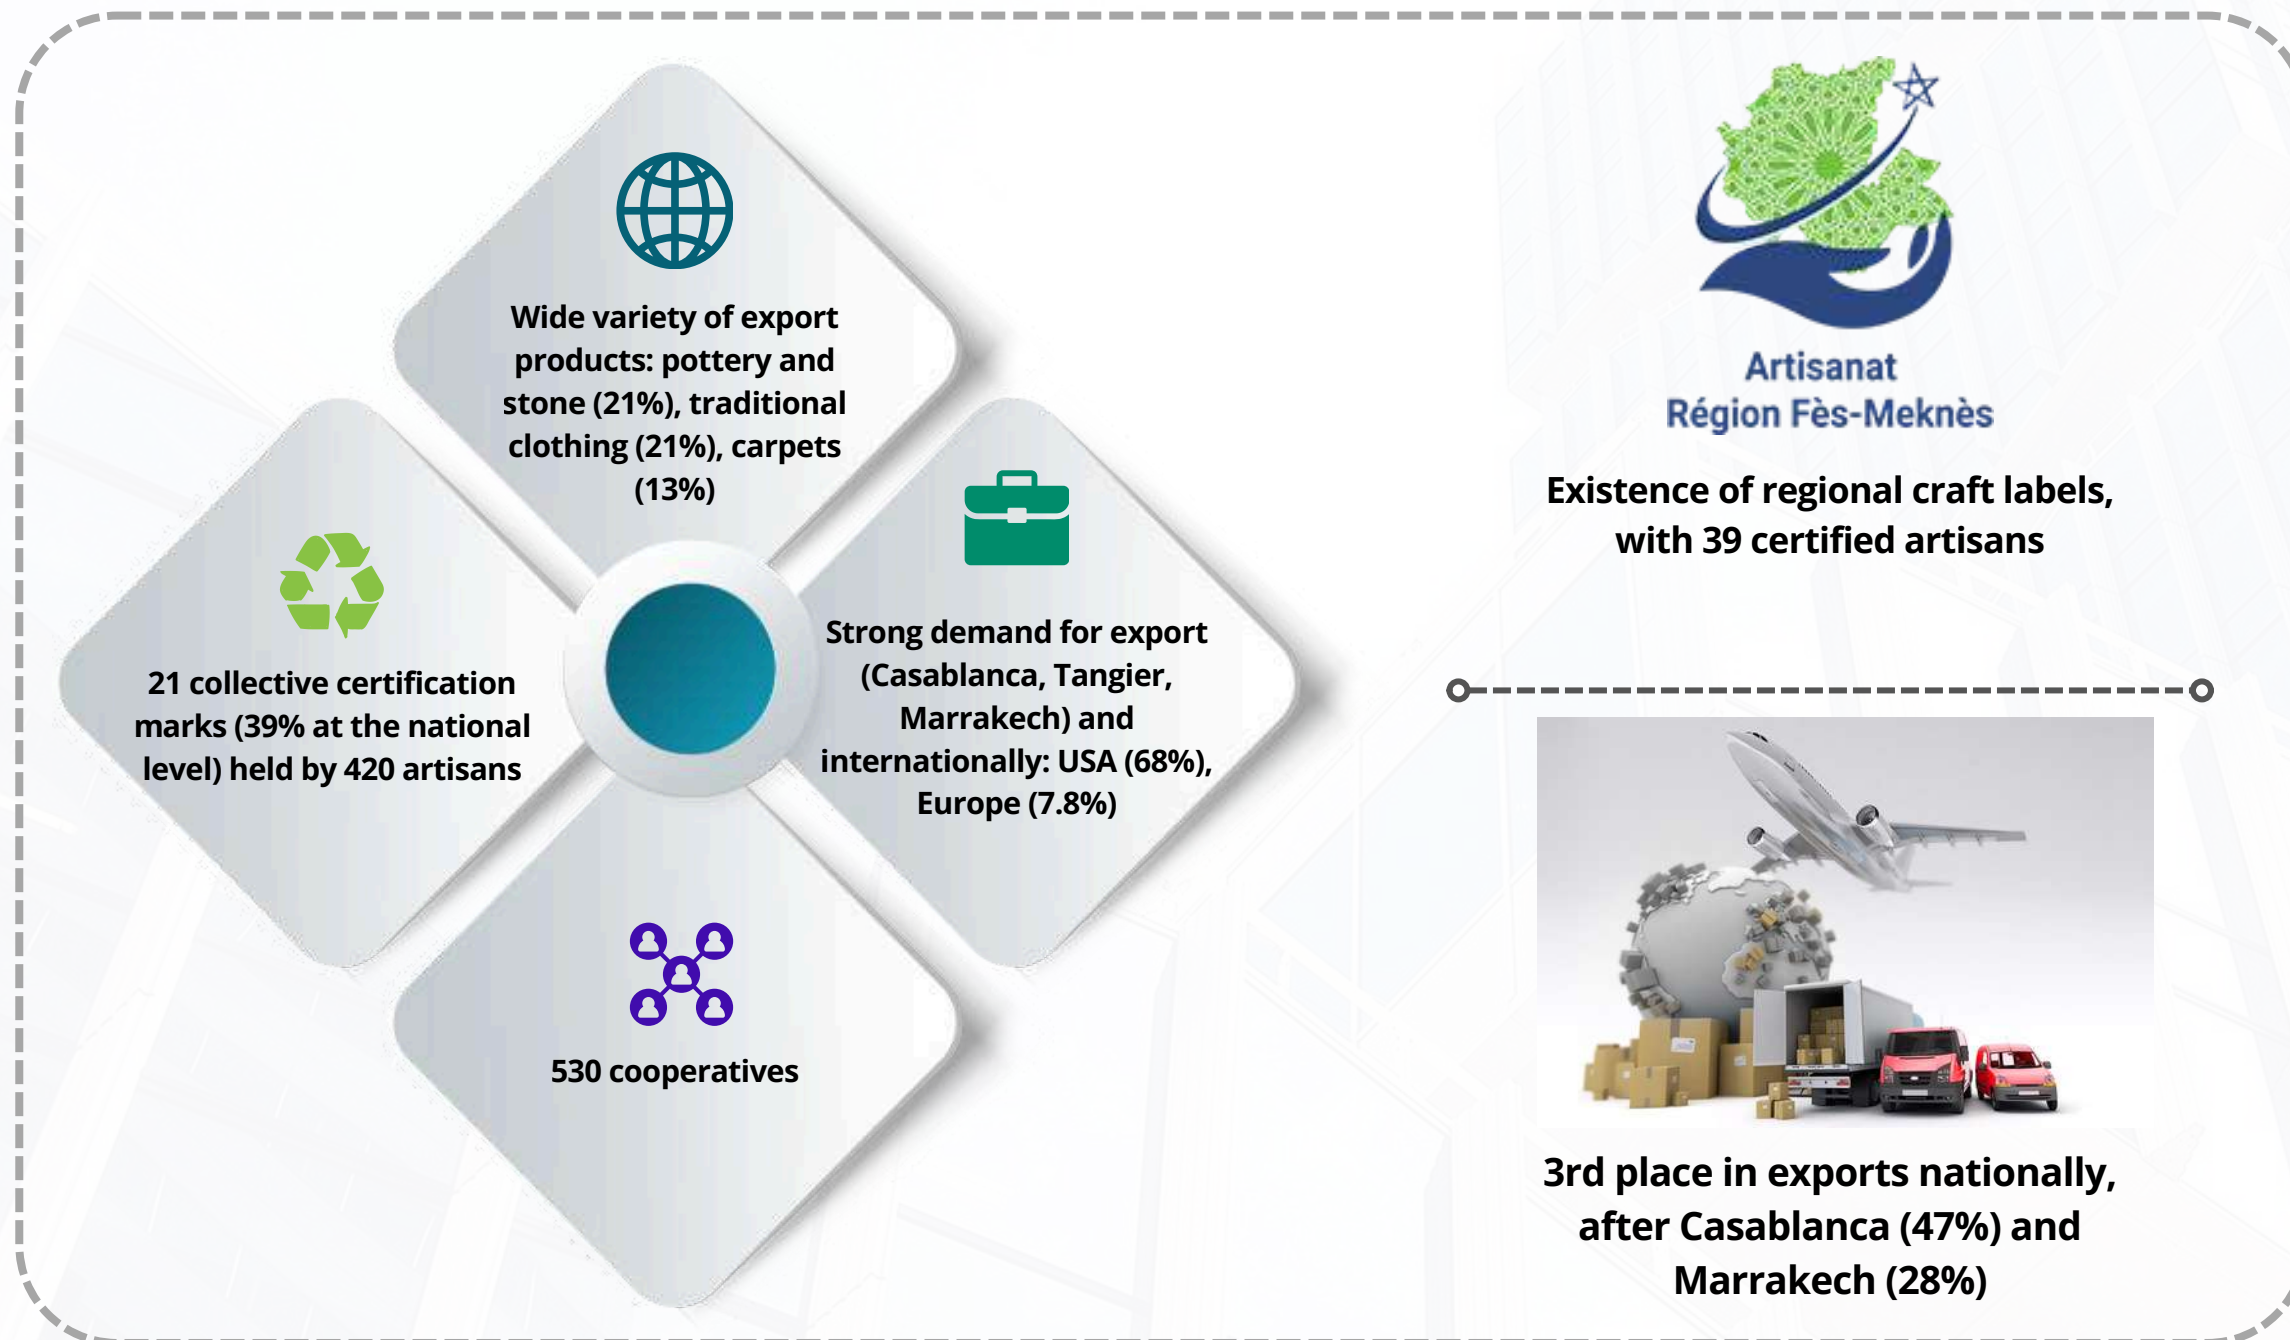 Wide variety of export
products: pottery and
stone (21%), traditional
clothing (21%), carpets
(13%)
21 collective certification
marks (39% at the national
level) held by 420 artisans
Strong demand for export
(Casablanca, Tangier,
Marrakech) and
internationally: USA (68%),
Europe (7.8%)
530 cooperatives
Artisanat
Région Fès-Meknès
Existence of regional craft labels,
with 39 certified artisans
3rd place in exports nationally,
after Casablanca (47%) and
Marrakech (28%)